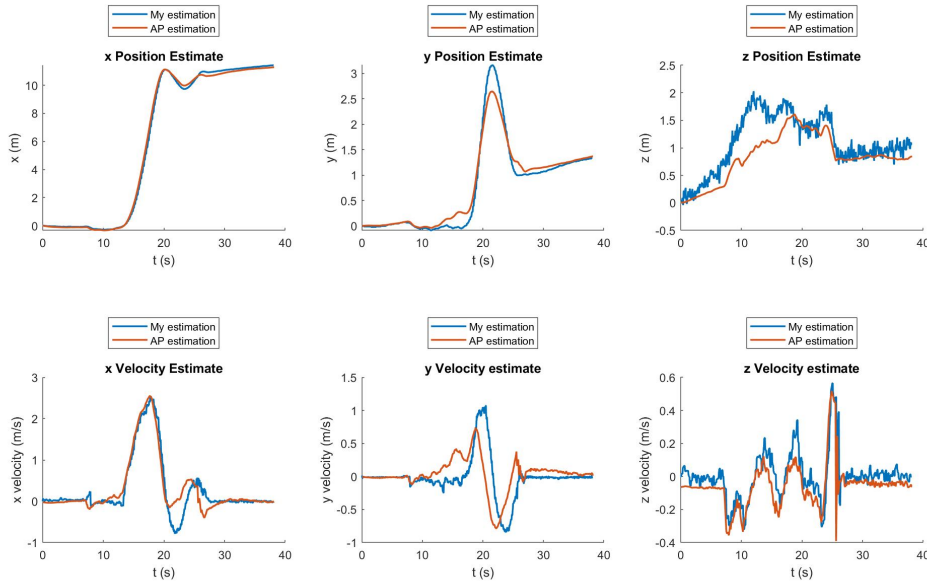 My estimation
AP estimation
x Position Estimate
x (m)
10
8
6
4
2
0
0 10 20 30 40
t (s)
My estimation
AP estimation
y Position Estimate
y (m)
3
2.5
2
1.5
1
0.5
0
0 10 20 30 40
t (s)
My estimation
AP estimation
z Position Estimate
z (m)
2.5
2
1.5
1
0.5
0
-0.5
0 10 20 30 40
t (s)
My estimation
AP estimation
x Velocity Estimate
x velocity (m/s)
3
2
1
0
-1
0 10 20 30 40
t (s)
My estimation
AP estimation
y Velocity estimate
y velocity (m/s)
1.5
1
0.5
0
-0.5
-1
0 10 20 30 40
t (s)
My estimation
AP estimation
z Velocity estimate
z velocity (m/s)
0.6
0.4
0.2
0
-0.2
-0.4
0 10 20 30 40
t (s)